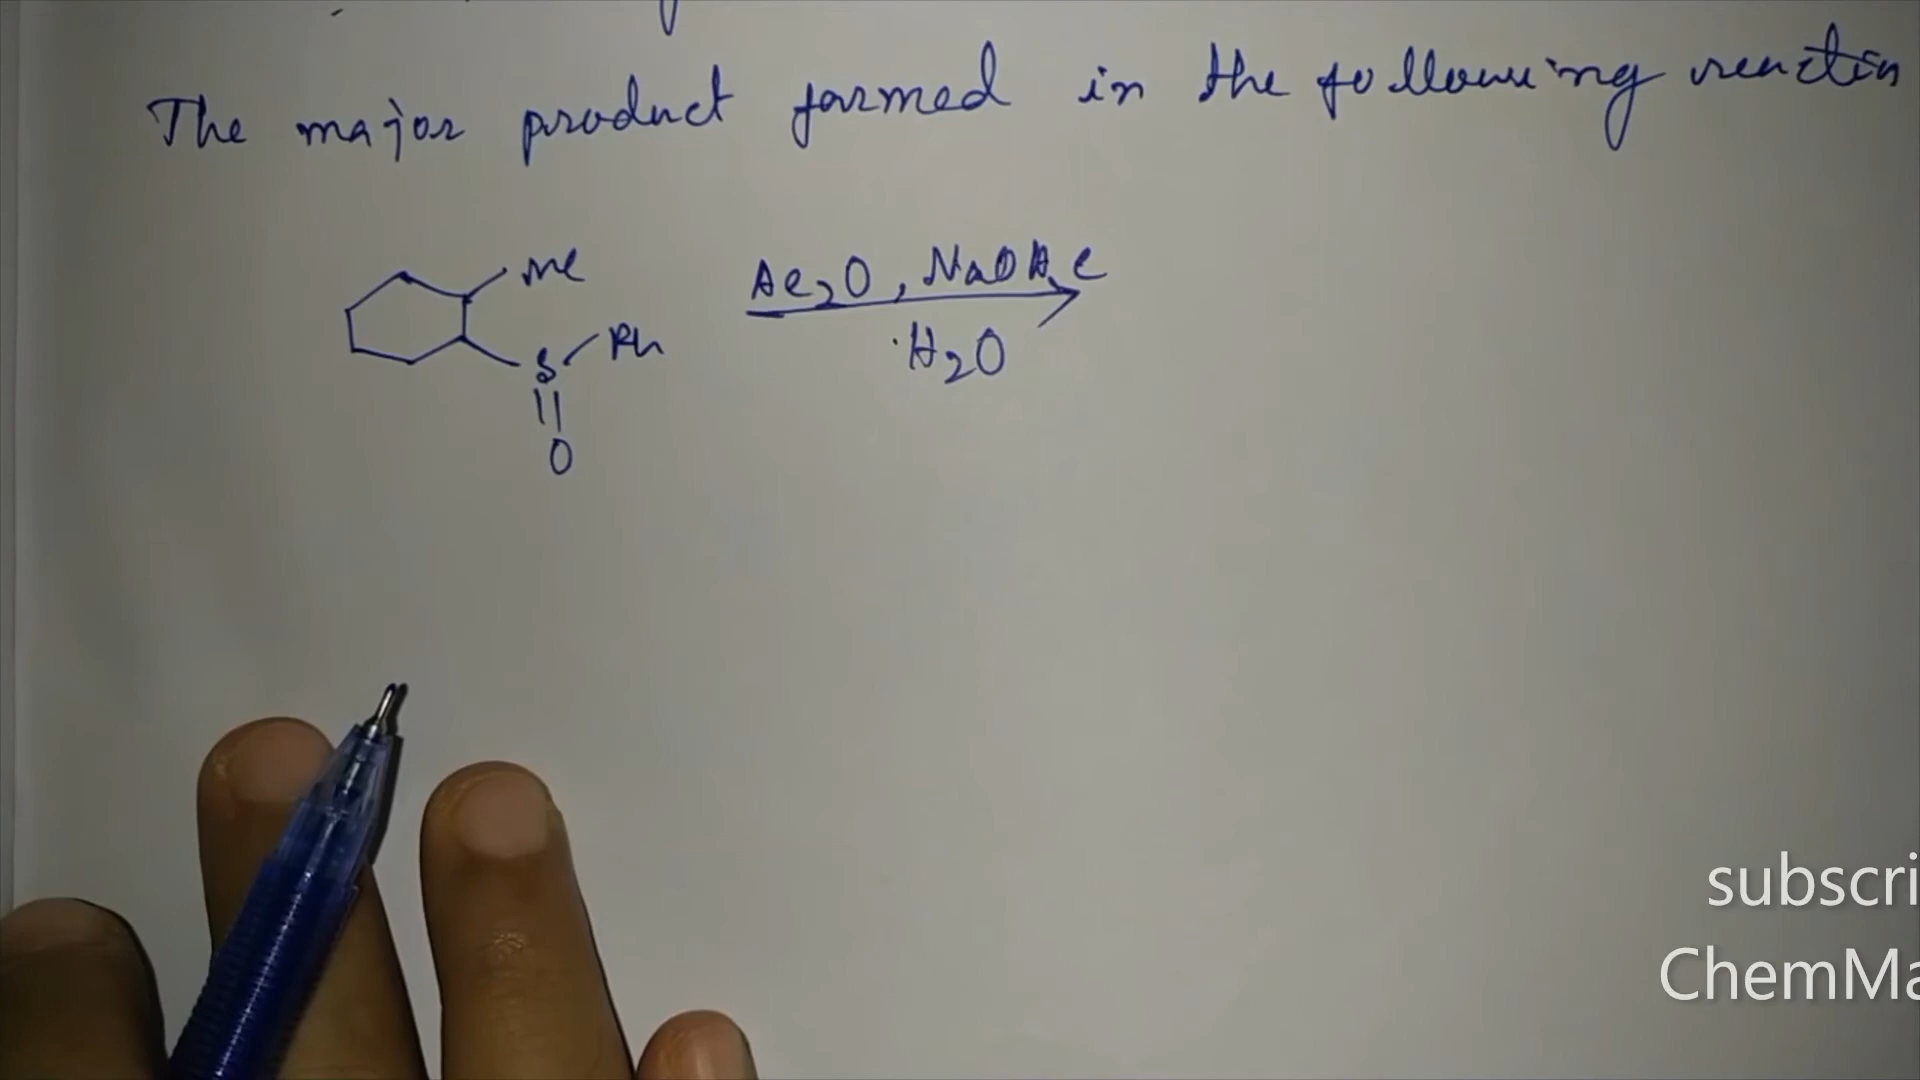 The major product formed in the following reaction
Me
Ac₂O, NaOAc
H₂O
S
Ph
O
subscri
ChemMa